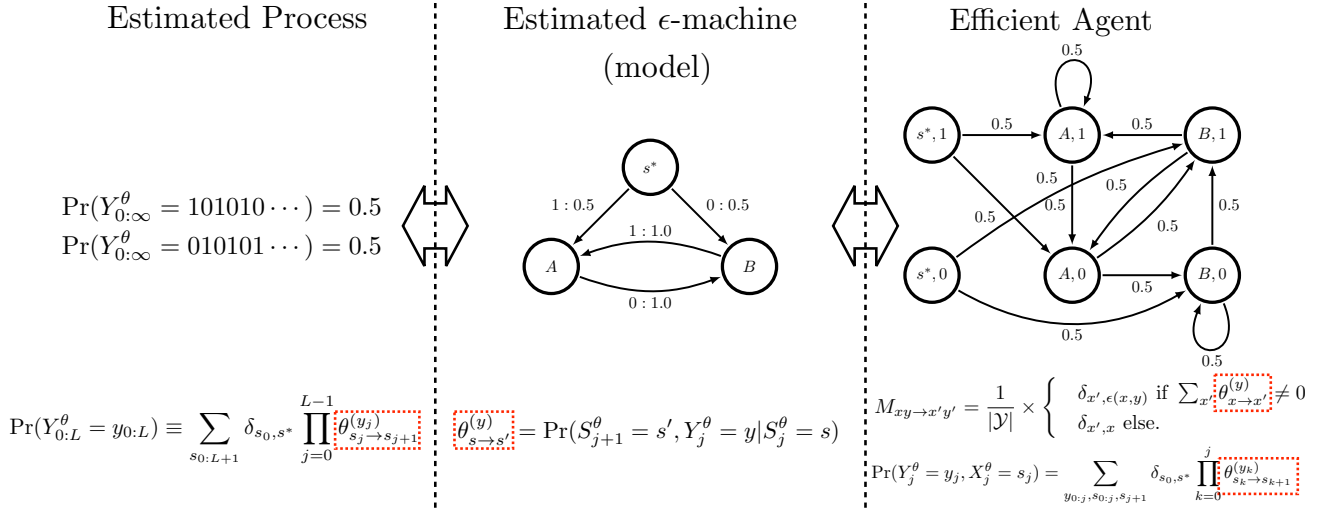 Estimated Process
Pr(Y^θ_{0:∞} = 101010 ···) = 0.5
Pr(Y^θ_{0:∞} = 010101 ···) = 0.5
Pr(Y^θ_{0:L} = y_{0:L}) ≡ ∑_{s_{0:L+1}} δ_{s_0,s^*} ∏_{j=0}^{L−1} θ^{(y_j)}_{s_j→s_{j+1}}
Estimated ϵ-machine
(model)
s*
1 : 0.5
0 : 0.5
1 : 1.0
A
B
0 : 1.0
θ^{(y)}_{s→s'} = Pr(S^θ_{j+1} = s', Y^θ_j = y|S^θ_j = s)
Efficient Agent
0.5
s*, 1
0.5
A, 1
0.5
B, 1
0.5
0.5
0.5
0.5
0.5
0.5
s*, 0
A, 0
0.5
B, 0
0.5
0.5
M_{xy→x'y'} = 1/|𝒴| × { δ_{x',ϵ(x,y)} if ∑_{x'} θ^{(y)}_{x→x'} ≠ 0
δ_{x',x} else.
Pr(Y^θ_j = y_j, X^θ_j = s_j) = ∑_{y_{0:j},s_{0:j},s_{j+1}} δ_{s_0,s^*} ∏_{k=0}^{j} θ^{(y_k)}_{s_k→s_{k+1}}